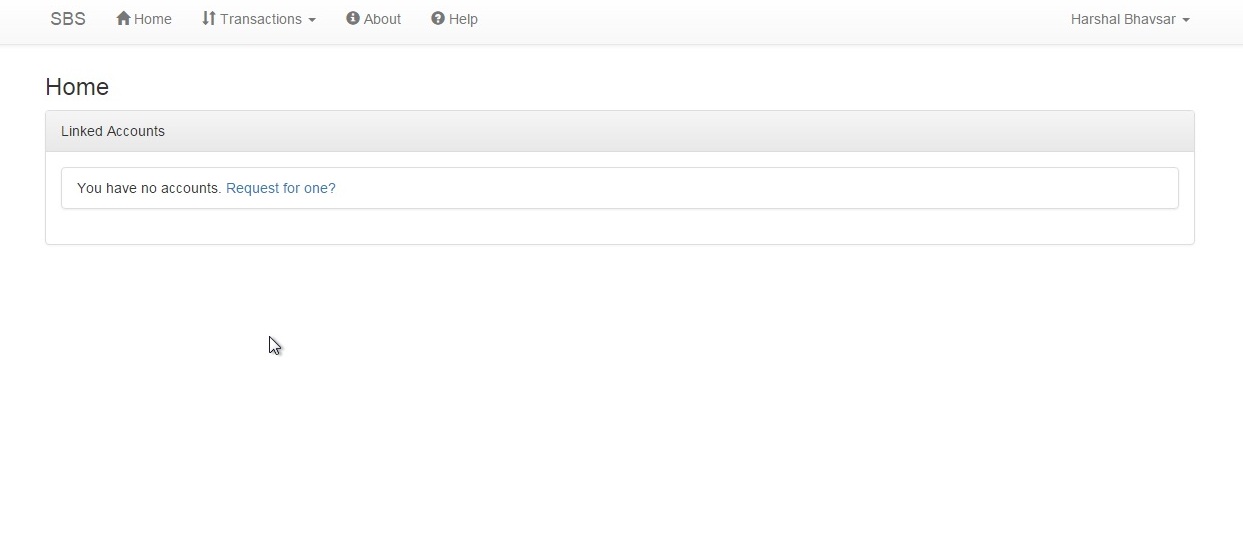 SBS Home Transactions About Help Harshal Bhavsar
Home
Linked Accounts
You have no accounts. Request for one?